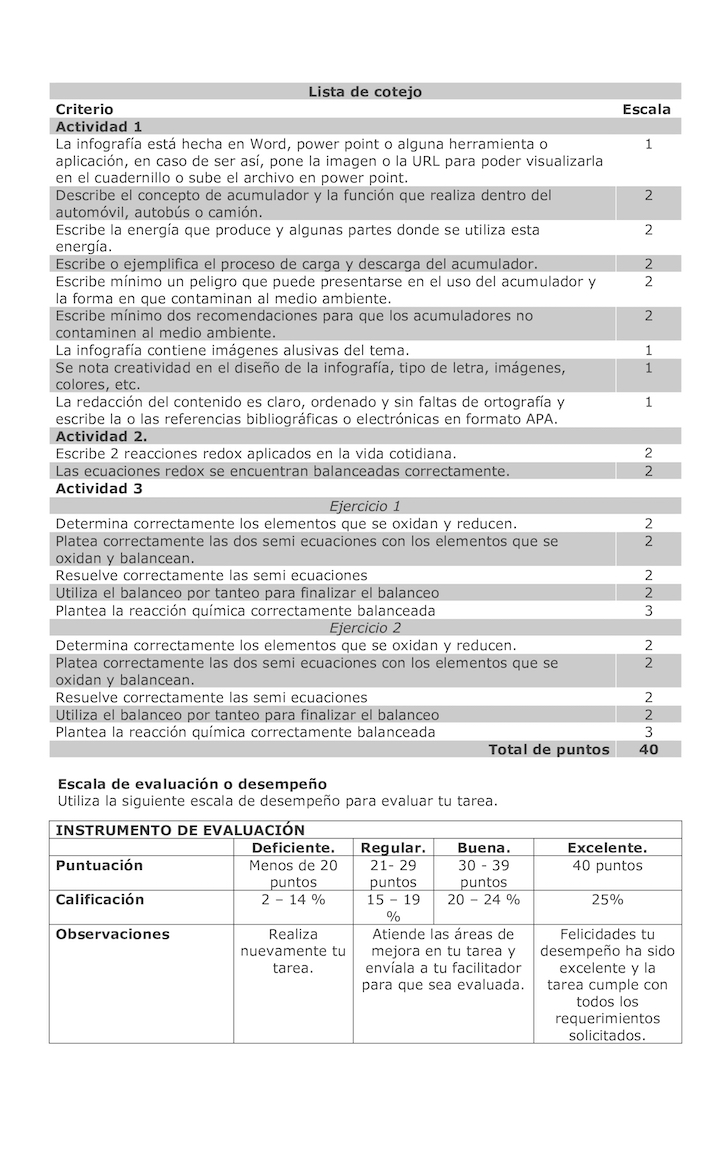 Lista de cotejo
Criterio Escala
Actividad 1
La infografía está hecha en Word, power point o alguna herramienta o 1
aplicación, en caso de ser así, pone la imagen o la URL para poder visualizarla
en el cuadernillo o sube el archivo en power point.
Describe el concepto de acumulador y la función que realiza dentro del 2
automóvil, autobús o camión.
Escribe la energía que produce y algunas partes donde se utiliza esta 2
energía.
Escribe o ejemplifica el proceso de carga y descarga del acumulador. 2
Escribe mínimo un peligro que puede presentarse en el uso del acumulador y 2
la forma en que contaminan al medio ambiente.
Escribe mínimo dos recomendaciones para que los acumuladores no 2
contaminen al medio ambiente.
La infografía contiene imágenes alusivas del tema. 1
Se nota creatividad en el diseño de la infografía, tipo de letra, imágenes, 1
colores, etc.
La redacción del contenido es claro, ordenado y sin faltas de ortografía y 1
escribe la o las referencias bibliográficas o electrónicas en formato APA.
Actividad 2.
Escribe 2 reacciones redox aplicados en la vida cotidiana. 2
Las ecuaciones redox se encuentran balanceadas correctamente. 2
Actividad 3
Ejercicio 1
Determina correctamente los elementos que se oxidan y reducen. 2
Platea correctamente las dos semi ecuaciones con los elementos que se 2
oxidan y balancean.
Resuelve correctamente las semi ecuaciones 2
Utiliza el balanceo por tanteo para finalizar el balanceo 2
Plantea la reacción química correctamente balanceada 3
Ejercicio 2
Determina correctamente los elementos que se oxidan y reducen. 2
Platea correctamente las dos semi ecuaciones con los elementos que se 2
oxidan y balancean.
Resuelve correctamente las semi ecuaciones 2
Utiliza el balanceo por tanteo para finalizar el balanceo 2
Plantea la reacción química correctamente balanceada 3
Total de puntos 40
Escala de evaluación o desempeño
Utiliza la siguiente escala de desempeño para evaluar tu tarea.
INSTRUMENTO DE EVALUACIÓN
Deficiente. Regular. Buena. Excelente.
Puntuación Menos de 20 21- 29 30 - 39 40 puntos
puntos puntos puntos
Calificación 2 – 14 % 15 – 19 20 – 24 % 25%
%
Observaciones Realiza Atiende las áreas de Felicidades tu
nuevamente tu mejora en tu tarea y desempeño ha sido
tarea. envíala a tu facilitador excelente y la
para que sea evaluada. tarea cumple con
todos los
requerimientos
solicitados.